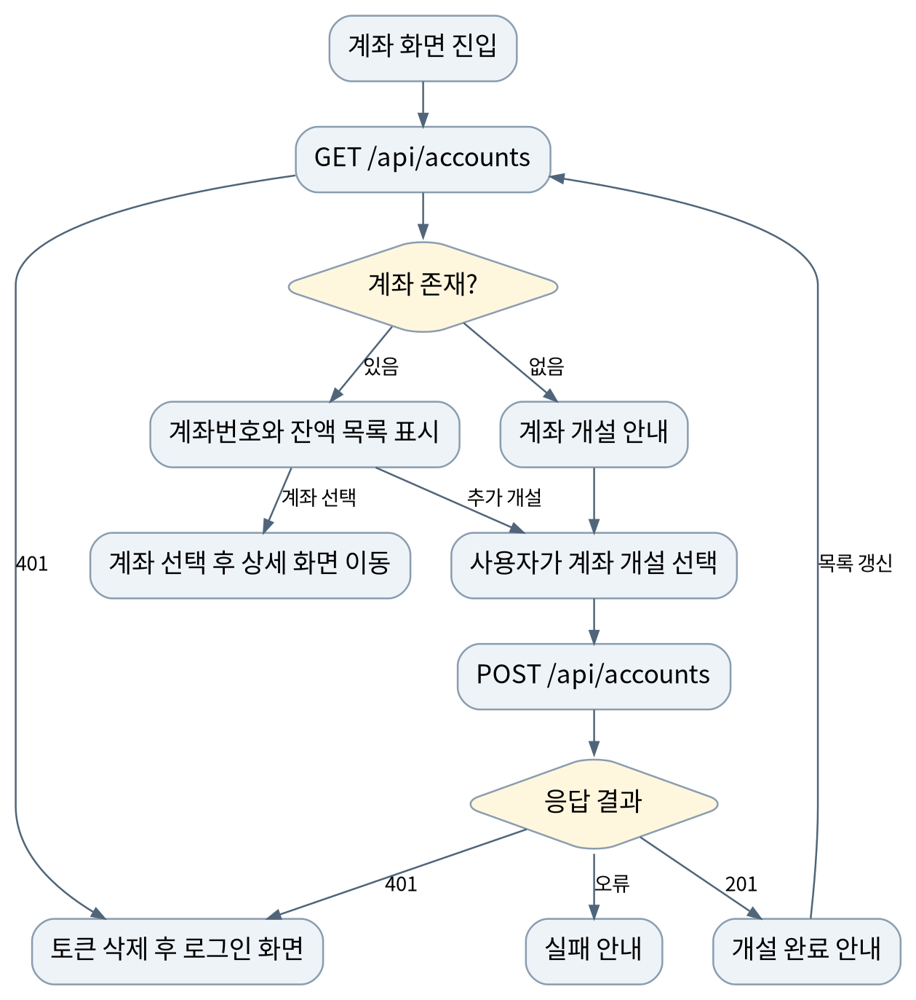 계좌 화면 진입
GET /api/accounts
계좌 존재?
있음
없음
계좌번호와 잔액 목록 표시
계좌 개설 안내
계좌 선택
추가 개설
계좌 선택 후 상세 화면 이동
사용자가 계좌 개설 선택
401
목록 갱신
POST /api/accounts
응답 결과
401
오류
201
토큰 삭제 후 로그인 화면
실패 안내
개설 완료 안내